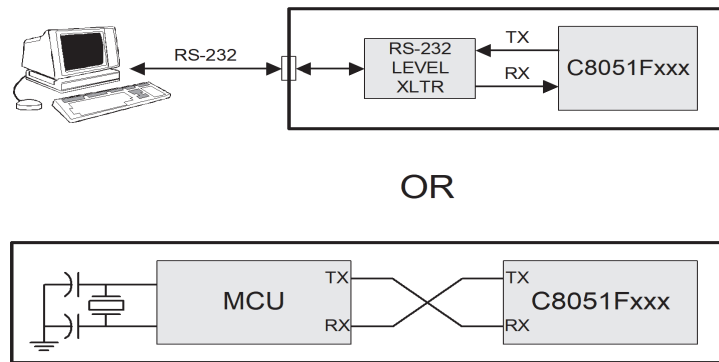 RS-232
RS-232
LEVEL
XLTR
TX
RX
C8051Fxxx
OR
MCU
TX
RX
TX
RX
C8051Fxxx